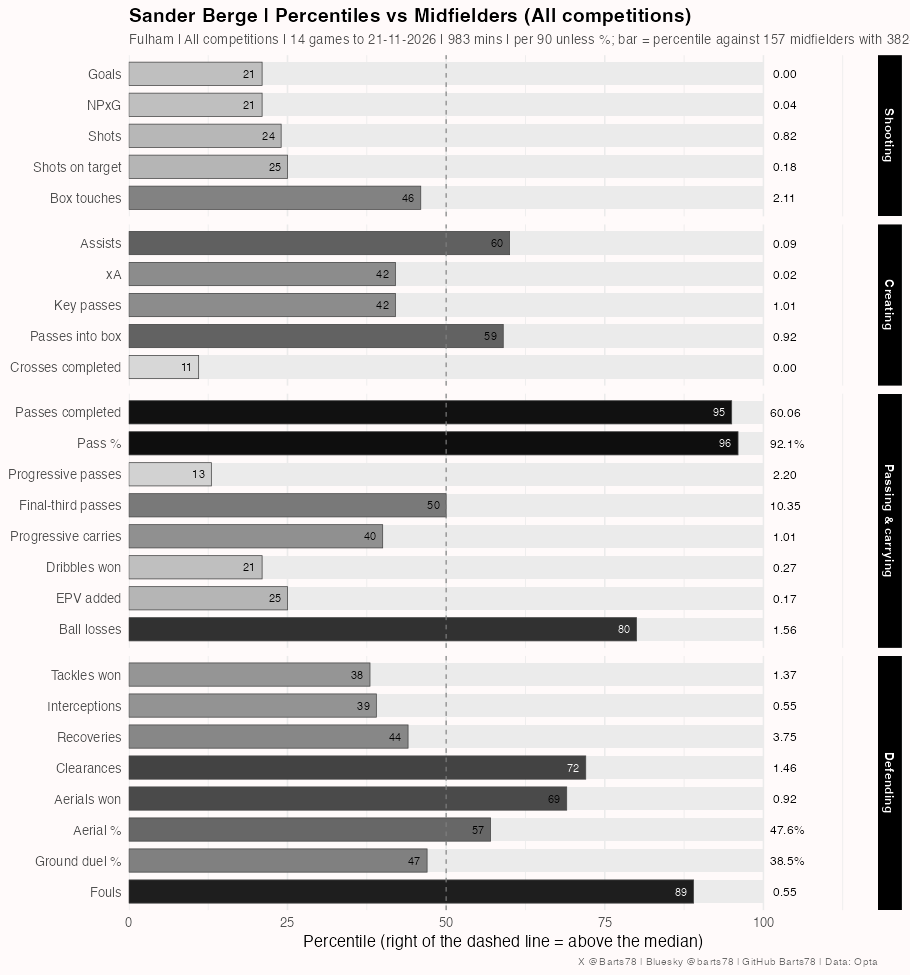 Sander Berge | Percentiles vs Midfielders (All competitions)
Fulham | All competitions | 14 games to 21-11-2026 | 983 mins | per 90 unless %; bar = percentile against 157 midfielders with 382
Goals 21 0.00
NPxG 21 0.04
Shots 24 0.82
Shots on target 25 0.18
Box touches 46 2.11
Shooting
Assists 60 0.09
xA 42 0.02
Key passes 42 1.01
Passes into box 59 0.92
Crosses completed 11 0.00
Creating
Passes completed 95 60.06
Pass % 96 92.1%
Progressive passes 13 2.20
Final-third passes 50 10.35
Progressive carries 40 1.01
Dribbles won 21 0.27
EPV added 25 0.17
Ball losses 80 1.56
Passing & carrying
Tackles won 38 1.37
Interceptions 39 0.55
Recoveries 44 3.75
Clearances 72 1.46
Aerials won 69 0.92
Aerial % 57 47.6%
Ground duel % 47 38.5%
Fouls 89 0.55
Defending
0 25 50 75 100
Percentile (right of the dashed line = above the median)
X @Barts78 | Bluesky @barts78 | GitHub Barts78 | Data: Opta